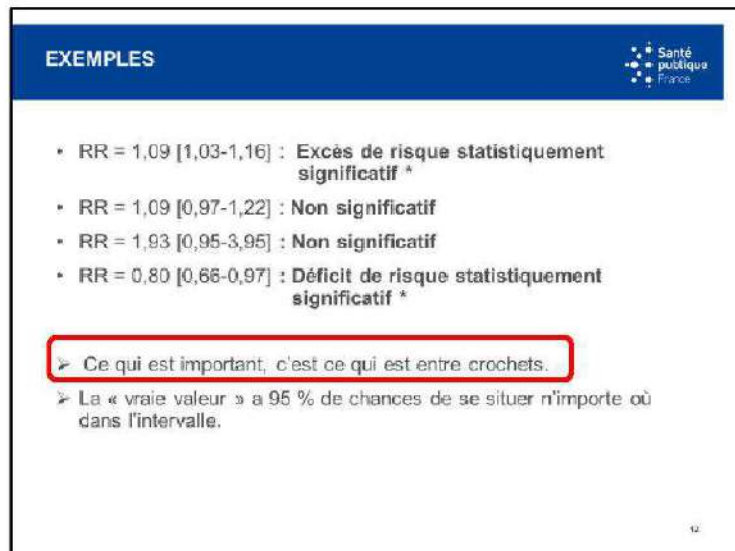 EXEMPLES
Santé
publique
France
• RR = 1,09 [1,03-1,16] : Excès de risque statistiquement
significatif *
• RR = 1,09 [0,97-1,22] : Non significatif
• RR = 1,93 [0,95-3,95] : Non significatif
• RR = 0,80 [0,66-0,97] : Déficit de risque statistiquement
significatif *
➢ Ce qui est important, c'est ce qui est entre crochets.
➢ La « vraie valeur » a 95 % de chances de se situer n'importe où
dans l'intervalle.
12